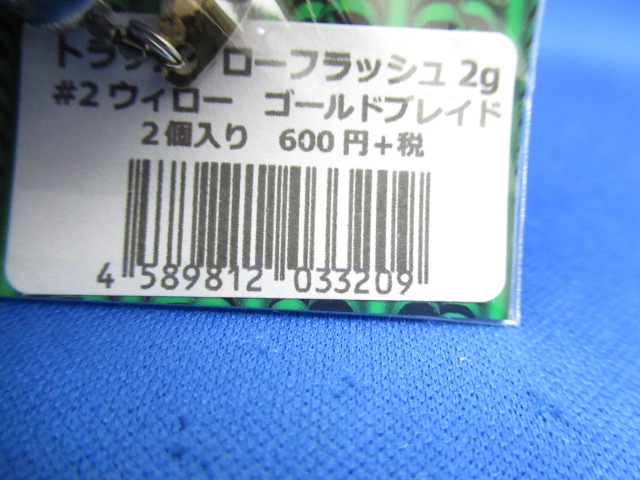 ローフラッシュ 2g
#2 ウィロー ゴールドブレイド
2個入り 600円+税
4 589812 033209